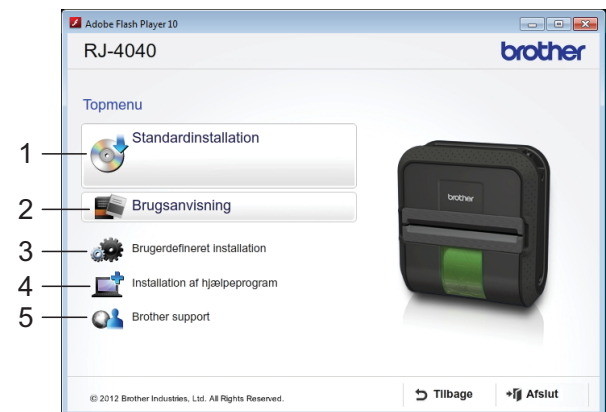 Adobe Flash Player 10
RJ-4040
brother
Topmenu
1
Standardinstallation
2
Brugsanvisning
3
Brugerdefineret installation
4
Installation af hjælpeprogram
5
Brother support
brother
© 2012 Brother Industries, Ltd. All Rights Reserved.
Tilbage
Afslut